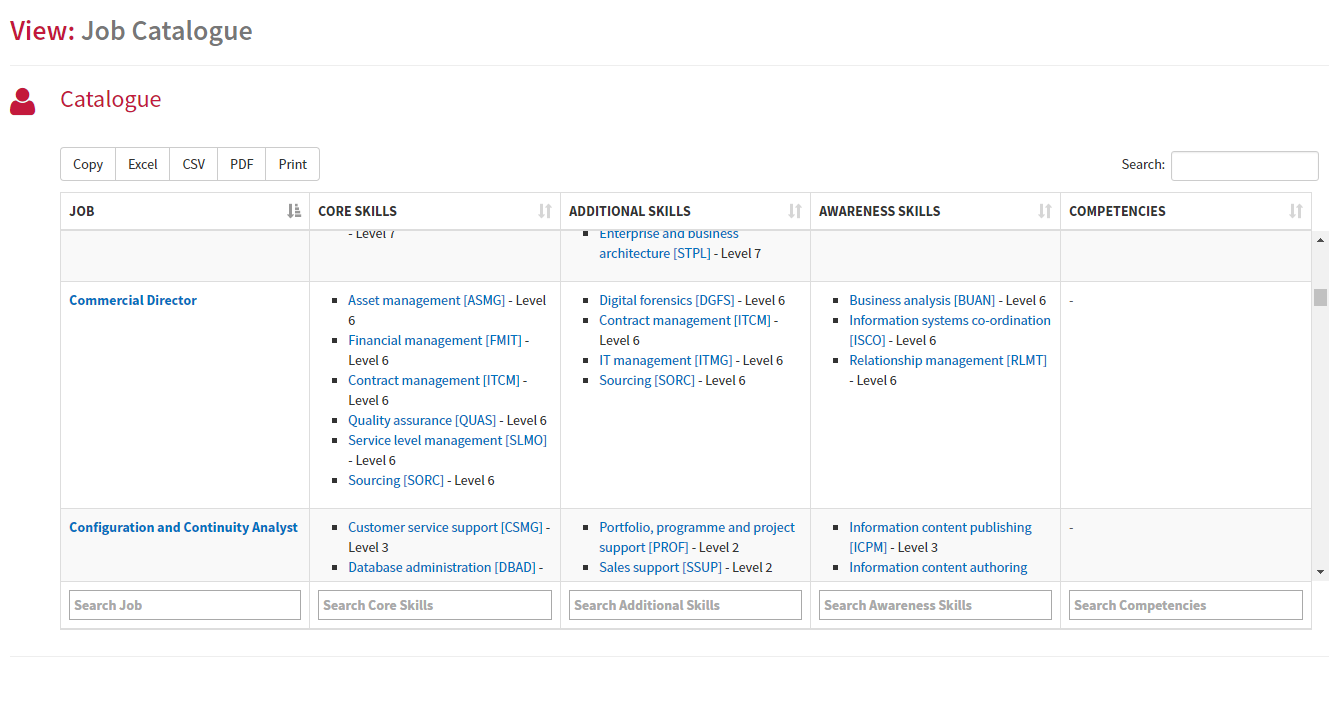 View: Job Catalogue
Catalogue
Copy Excel CSV PDF Print Search:
JOB CORE SKILLS ADDITIONAL SKILLS AWARENESS SKILLS COMPETENCIES
- Level 7
Enterprise and business
architecture [STPL] - Level 7
Commercial Director
Asset management [ASMG] - Level
6
Financial management [FMIT] -
Level 6
Contract management [ITCM] -
Level 6
Quality assurance [QUAS] - Level 6
Service level management [SLMO]
- Level 6
Sourcing [SORC] - Level 6
Digital forensics [DGFS] - Level 6
Contract management [ITCM] -
Level 6
IT management [ITMG] - Level 6
Sourcing [SORC] - Level 6
Business analysis [BUAN] - Level 6
Information systems co-ordination
[ISCO] - Level 6
Relationship management [RLMT]
- Level 6
-
Configuration and Continuity Analyst
Customer service support [CSMG] -
Level 3
Database administration [DBAD] -
Portfolio, programme and project
support [PROF] - Level 2
Sales support [SSUP] - Level 2
Information content publishing
[ICPM] - Level 3
Information content authoring
-
Search Job Search Core Skills Search Additional Skills Search Awareness Skills Search Competencies